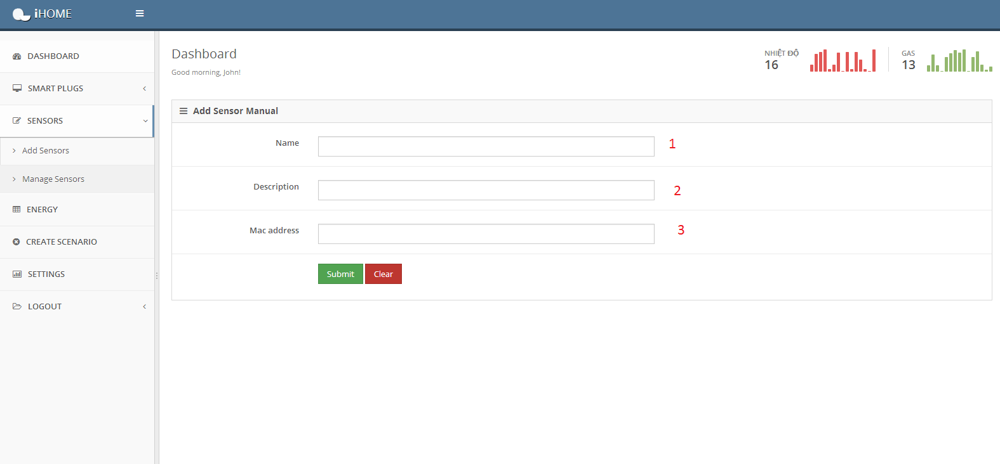 iHOME
DASHBOARD
SMART PLUGS
SENSORS
Add Sensors
Manage Sensors
ENERGY
CREATE SCENARIO
SETTINGS
LOGOUT
Dashboard
Good morning, John!
NHIỆT ĐỘ
16
GAS
13
Add Sensor Manual
Name
1
Description
2
Mac address
3
Submit Clear